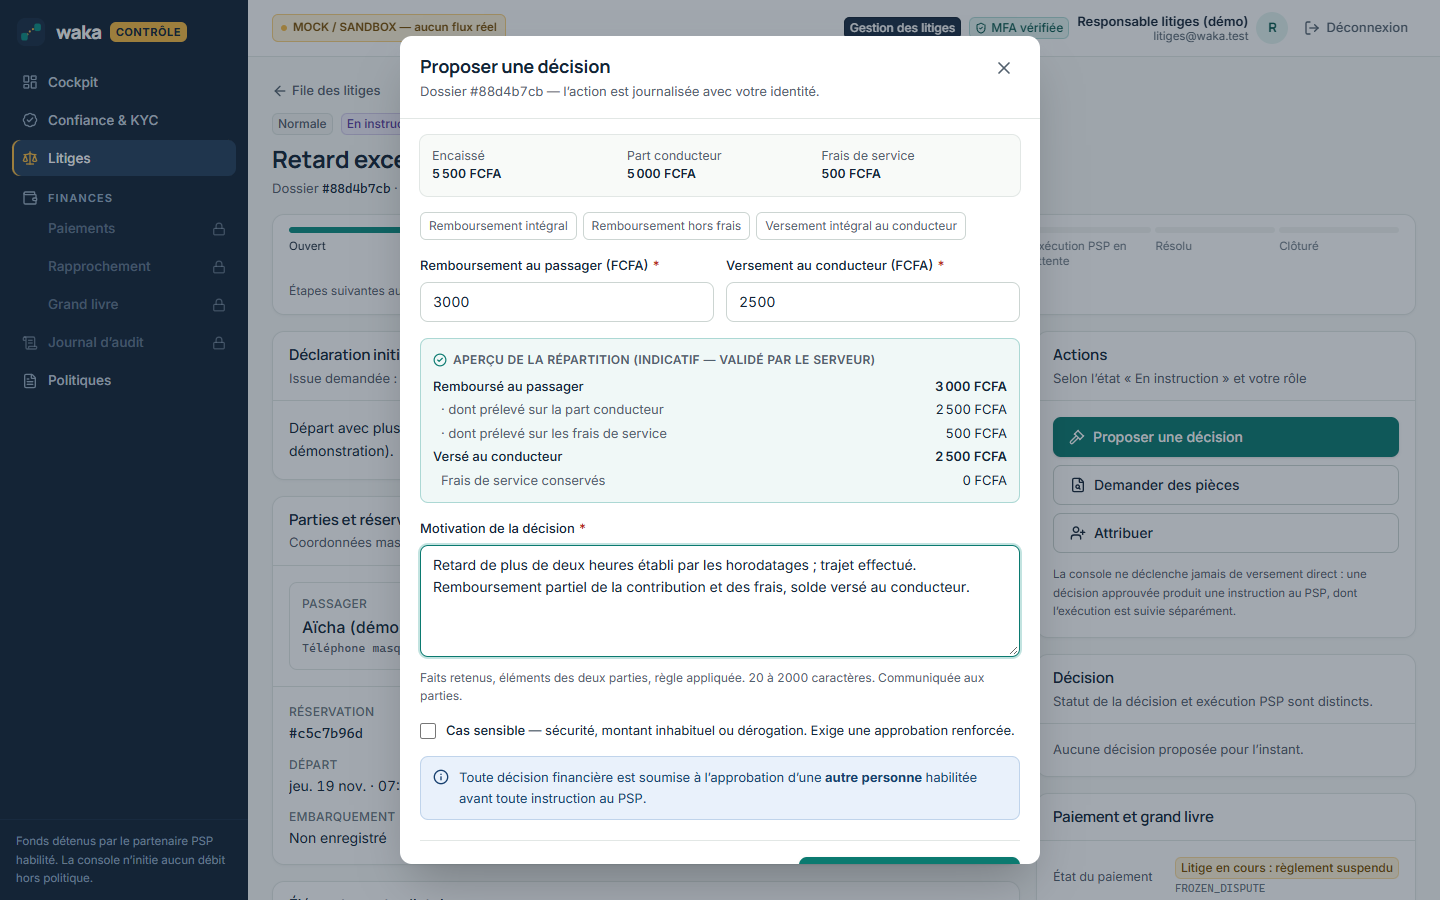 waka CONTRÔLE
Cockpit
Confiance & KYC
Litiges
FINANCES
Paiements
Rapprochement
Grand livre
Journal d’audit
Politiques
Fonds détenus par le partenaire PSP
habilité. La console n’initie aucun débit
hors politique.
MOCK / SANDBOX — aucun flux réel
Gestion des litiges
MFA vérifiée
Responsable litiges (démo)
litiges@waka.test
R
Déconnexion
File des litiges
Normale
En instruc
Retard exce
Dossier #88d4b7cb ·
Ouvert
Étapes suivantes au
Déclaration initi
Issue demandée :
Départ avec plus
démonstration).
Parties et réserv
Coordonnées mas
PASSAGER
Aïcha (démo
Téléphone masq
RÉSERVATION
#c5c7b96d
DÉPART
jeu. 19 nov. · 07:
EMBARQUEMENT
Non enregistré
Proposer une décision
Dossier #88d4b7cb — l’action est journalisée avec votre identité.
Encaissé
5 500 FCFA
Part conducteur
5 000 FCFA
Frais de service
500 FCFA
Remboursement intégral
Remboursement hors frais
Versement intégral au conducteur
Remboursement au passager (FCFA) *
3000
Versement au conducteur (FCFA) *
2500
APERÇU DE LA RÉPARTITION (INDICATIF — VALIDÉ PAR LE SERVEUR)
Remboursé au passager 3 000 FCFA
· dont prélevé sur la part conducteur 2 500 FCFA
· dont prélevé sur les frais de service 500 FCFA
Versé au conducteur 2 500 FCFA
Frais de service conservés 0 FCFA
Motivation de la décision *
Retard de plus de deux heures établi par les horodatages ; trajet effectué.
Remboursement partiel de la contribution et des frais, solde versé au conducteur.
Faits retenus, éléments des deux parties, règle appliquée. 20 à 2000 caractères. Communiquée aux
parties.
Cas sensible — sécurité, montant inhabituel ou dérogation. Exige une approbation renforcée.
Toute décision financière est soumise à l’approbation d’une autre personne habilitée
avant toute instruction au PSP.
xécution PSP en
ttente
Résolu
Clôturé
Actions
Selon l’état « En instruction » et votre rôle
Proposer une décision
Demander des pièces
Attribuer
La console ne déclenche jamais de versement direct : une
décision approuvée produit une instruction au PSP, dont
l’exécution est suivie séparément.
Décision
Statut de la décision et exécution PSP sont distincts.
Aucune décision proposée pour l’instant.
Paiement et grand livre
État du paiement
Litige en cours : règlement suspendu
FROZEN_DISPUTE